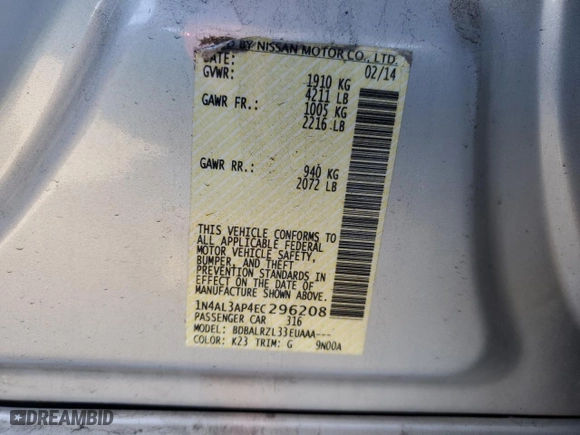 BY NISSAN MOTOR CO., LTD.
DATE: 02/14
GVWR: 1910 KG
4211 LB
GAWR FR.: 1005 KG
2216 LB
GAWR RR.: 940 KG
2072 LB
THIS VEHICLE CONFORMS TO
ALL APPLICABLE FEDERAL
MOTOR VEHICLE SAFETY,
BUMPER, AND THEFT
PREVENTION STANDARDS IN
EFFECT ON THE DATE OF
MANUFACTURE SHOWN ABOVE.
1N4AL3AP4EC296208
PASSENGER CAR 316
MODEL: BDBALRZL33EUAAA---
COLOR: K23 TRIM: G 9N00A
DREAMBID